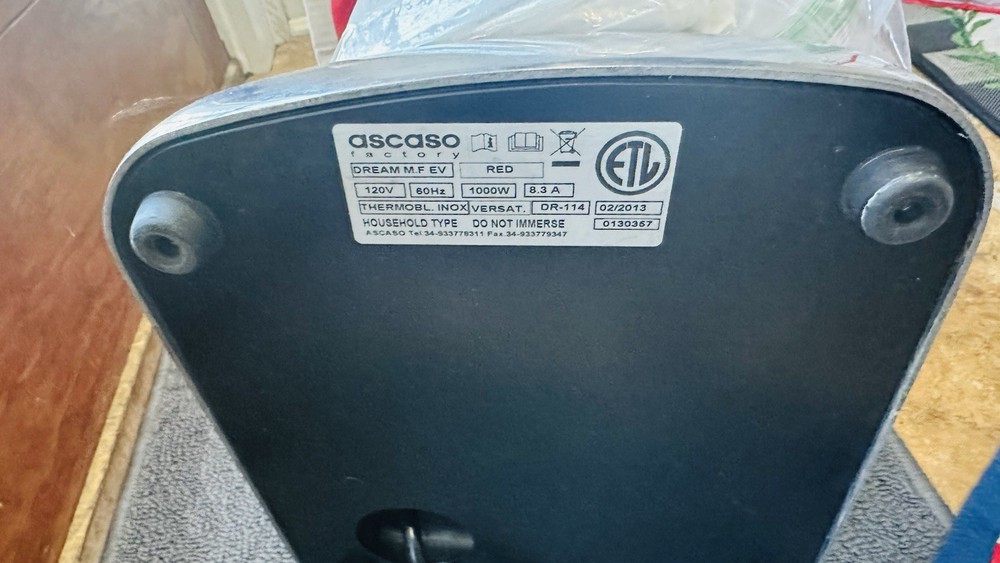 ascaso
factory
DREAM M.F EV RED
120V 60Hz 1000W 8.3 A
THERMOBL. INOX VERSAT. DR-114 02/2013
HOUSEHOLD TYPE DO NOT IMMERSE 0130357
ASCASO Tel.34-933778311 Fax.34-933779347
ETL